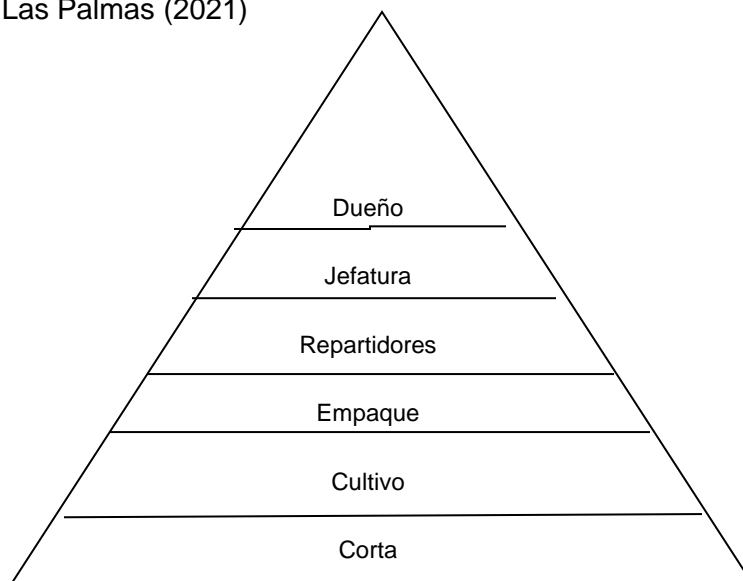 Las Palmas (2021)
Dueño
Jefatura
Repartidores
Empaque
Cultivo
Corta